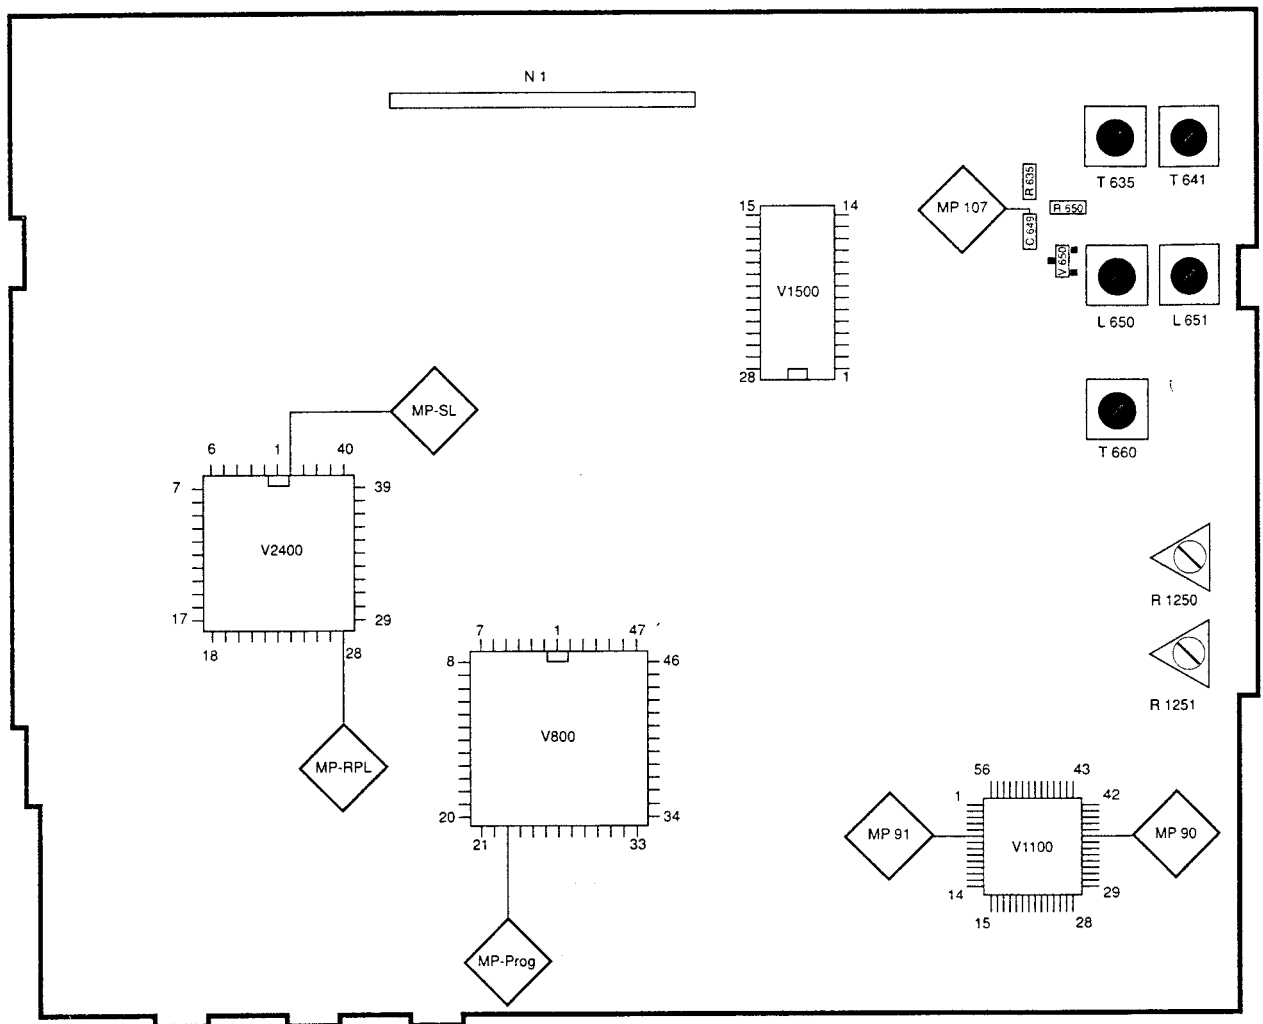 N 1
T 635
T 641
R 635
MP 107
R 650
C 649
V 650
15
14
V1500
28
1
L 650
L 651
T 660
MP-SL
6
1
40
7
39
V2400
17
29
18
28
R 1250
R 1251
7
1
47
8
46
V800
20
34
21
33
MP-RPL
MP-Prog
56
43
1
42
MP 91
V1100
MP 90
14
29
15
28